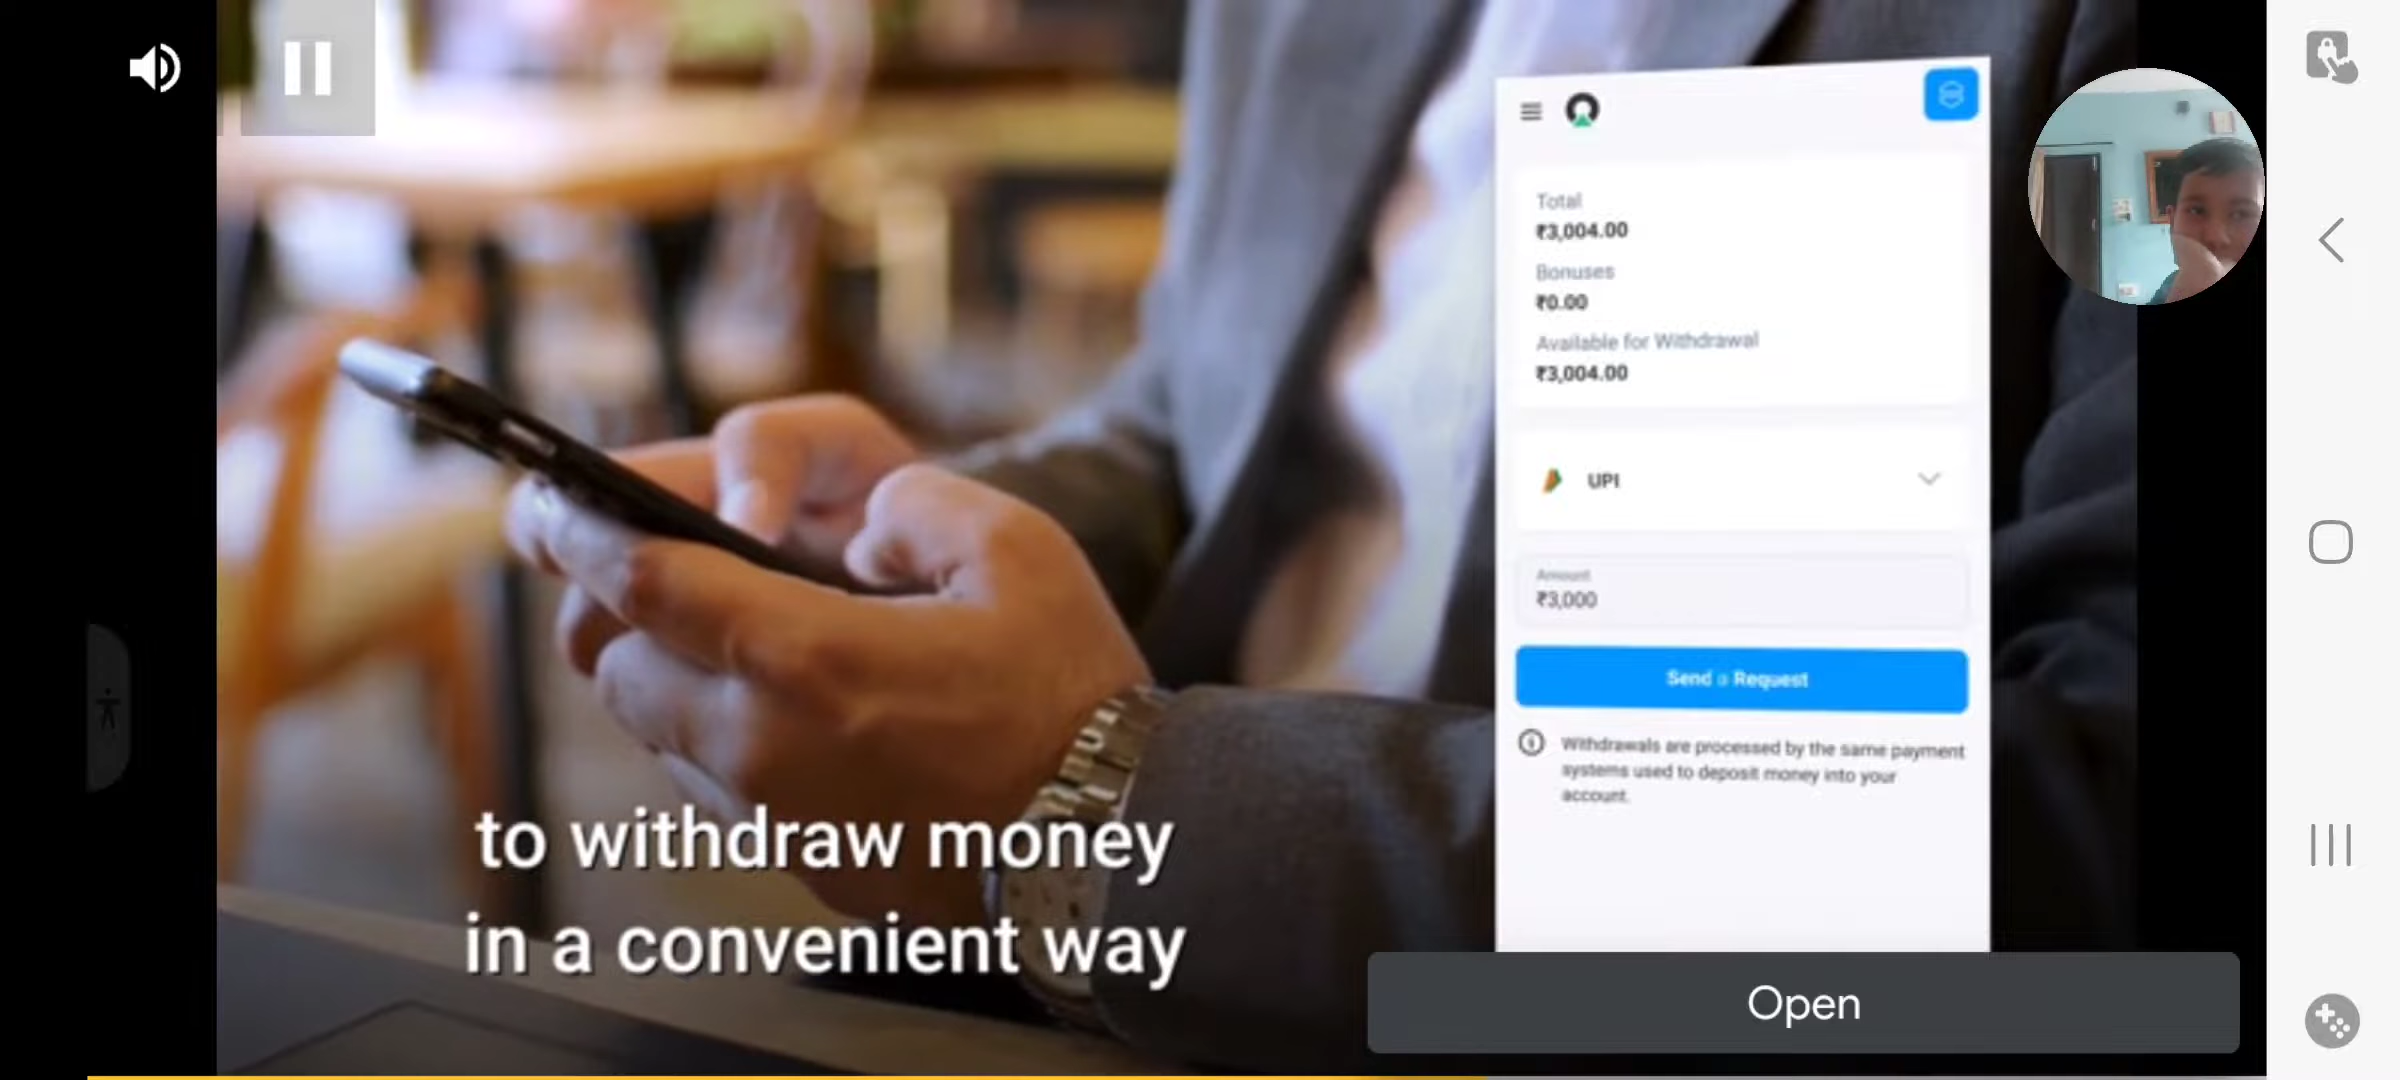 Total
₹3,004.00
Bonuses
₹0.00
Available for Withdrawal
₹3,004.00
UPI
Amount
₹3,000
Send a Request
Withdrawals are processed by the same payment
systems used to deposit money into your
account.
to withdraw money
in a convenient way
Open